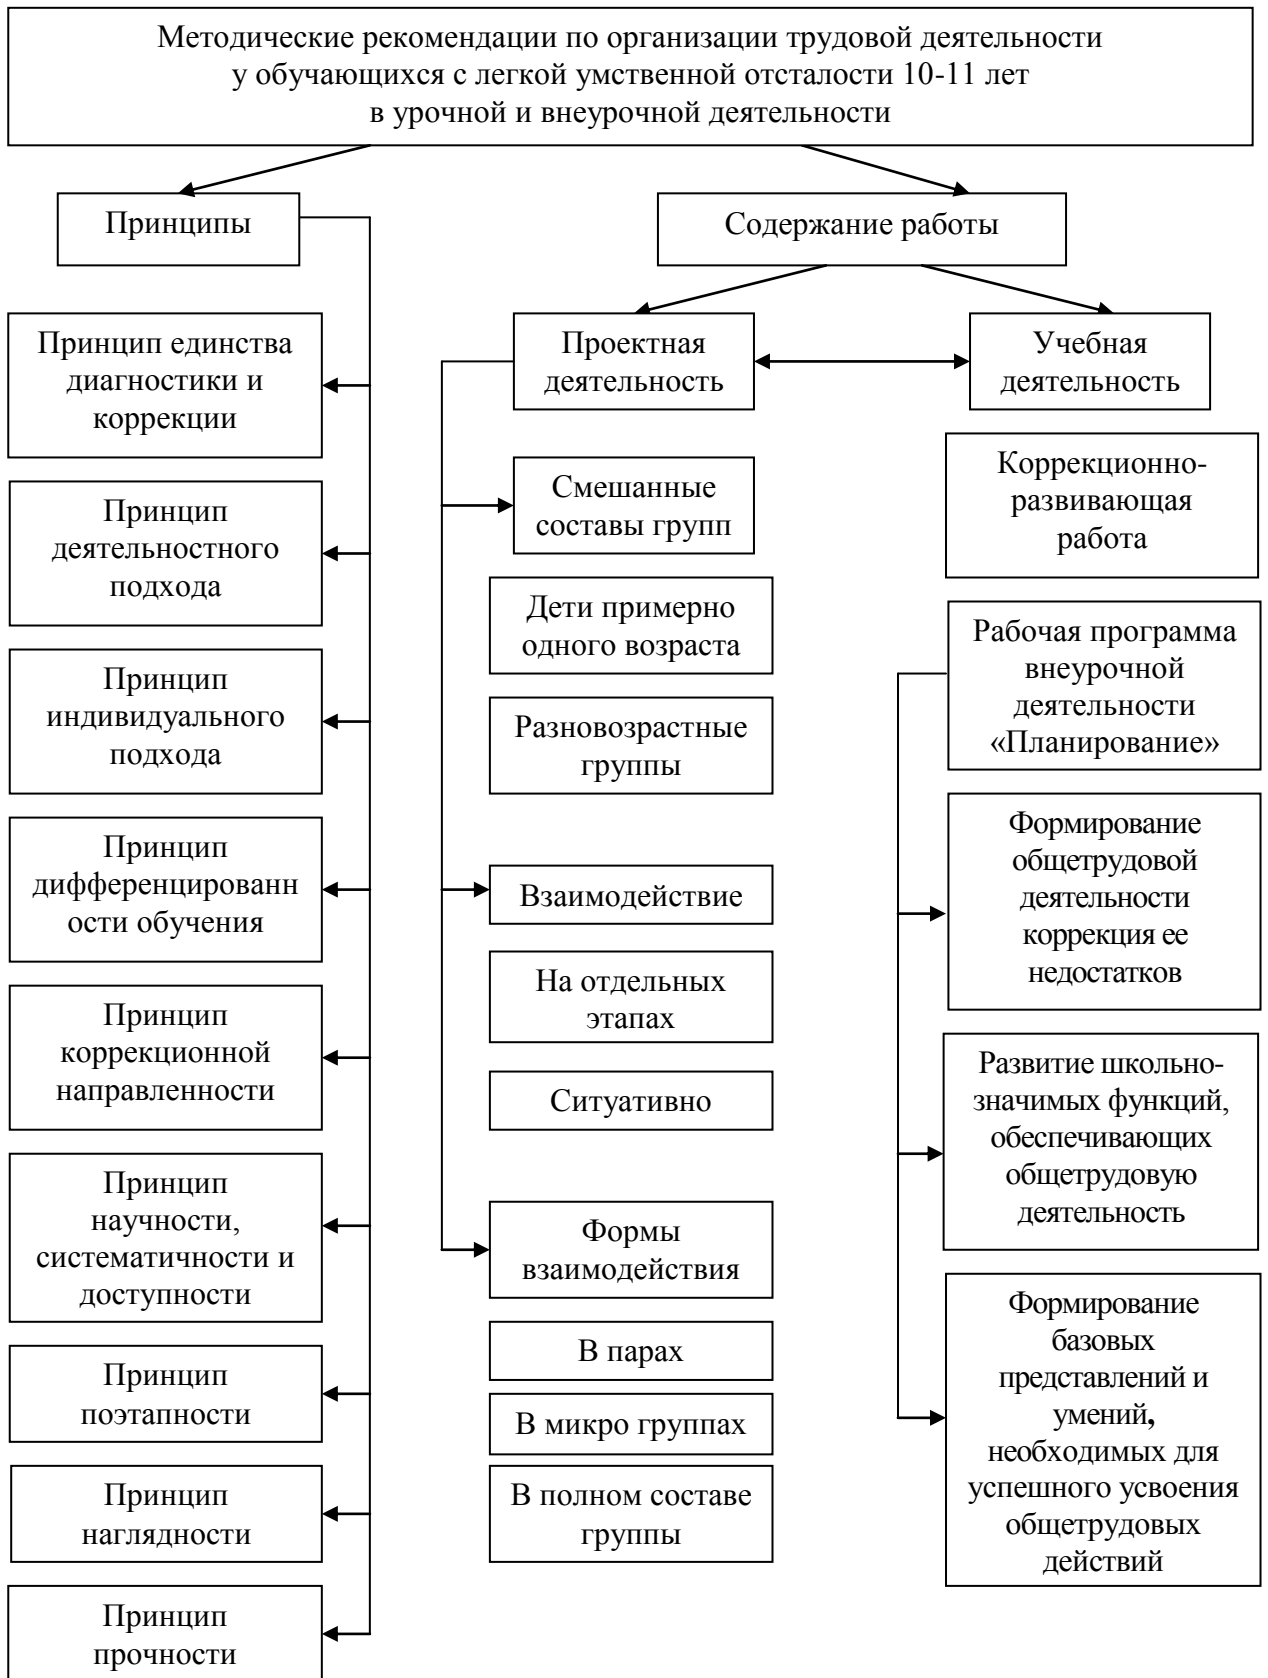 Методические рекомендации по организации трудовой деятельности
у обучающихся с легкой умственной отсталости 10-11 лет
в урочной и внеурочной деятельности
Принципы
Содержание работы
Принцип единства
диагностики и
коррекции
Принцип
деятельностного
подхода
Принцип
индивидуального
подхода
Принцип
дифференцированн
ости обучения
Принцип
коррекционной
направленности
Принцип
научности,
систематичности и
доступности
Принцип
поэтапности
Принцип
наглядности
Принцип
прочности
Проектная
деятельность
Смешанные
составы групп
Дети примерно
одного возраста
Разновозрастные
группы
Взаимодействие
На отдельных
этапах
Ситуативно
Формы
взаимодействия
В парах
В микро группах
В полном составе
группы
Учебная
деятельность
Коррекционно-
развивающая
работа
Рабочая программа
внеурочной
деятельности
«Планирование»
Формирование
общетрудовой
деятельности
коррекция ее
недостатков
Развитие школьно-
значимых функций,
обеспечивающих
общетрудовую
деятельность
Формирование
базовых
представлений и
умений,
необходимых для
успешного усвоения
общетрудовых
действий